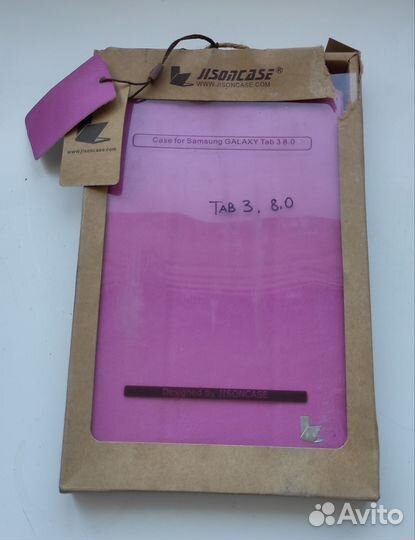 JISONCASE®
WWW.JISONCASE.COM
www.jisoncase.com
Case for Samsung GALAXY Tab 3 8.0
TAB 3. 8.0
Designed by JISONCASE
Avito